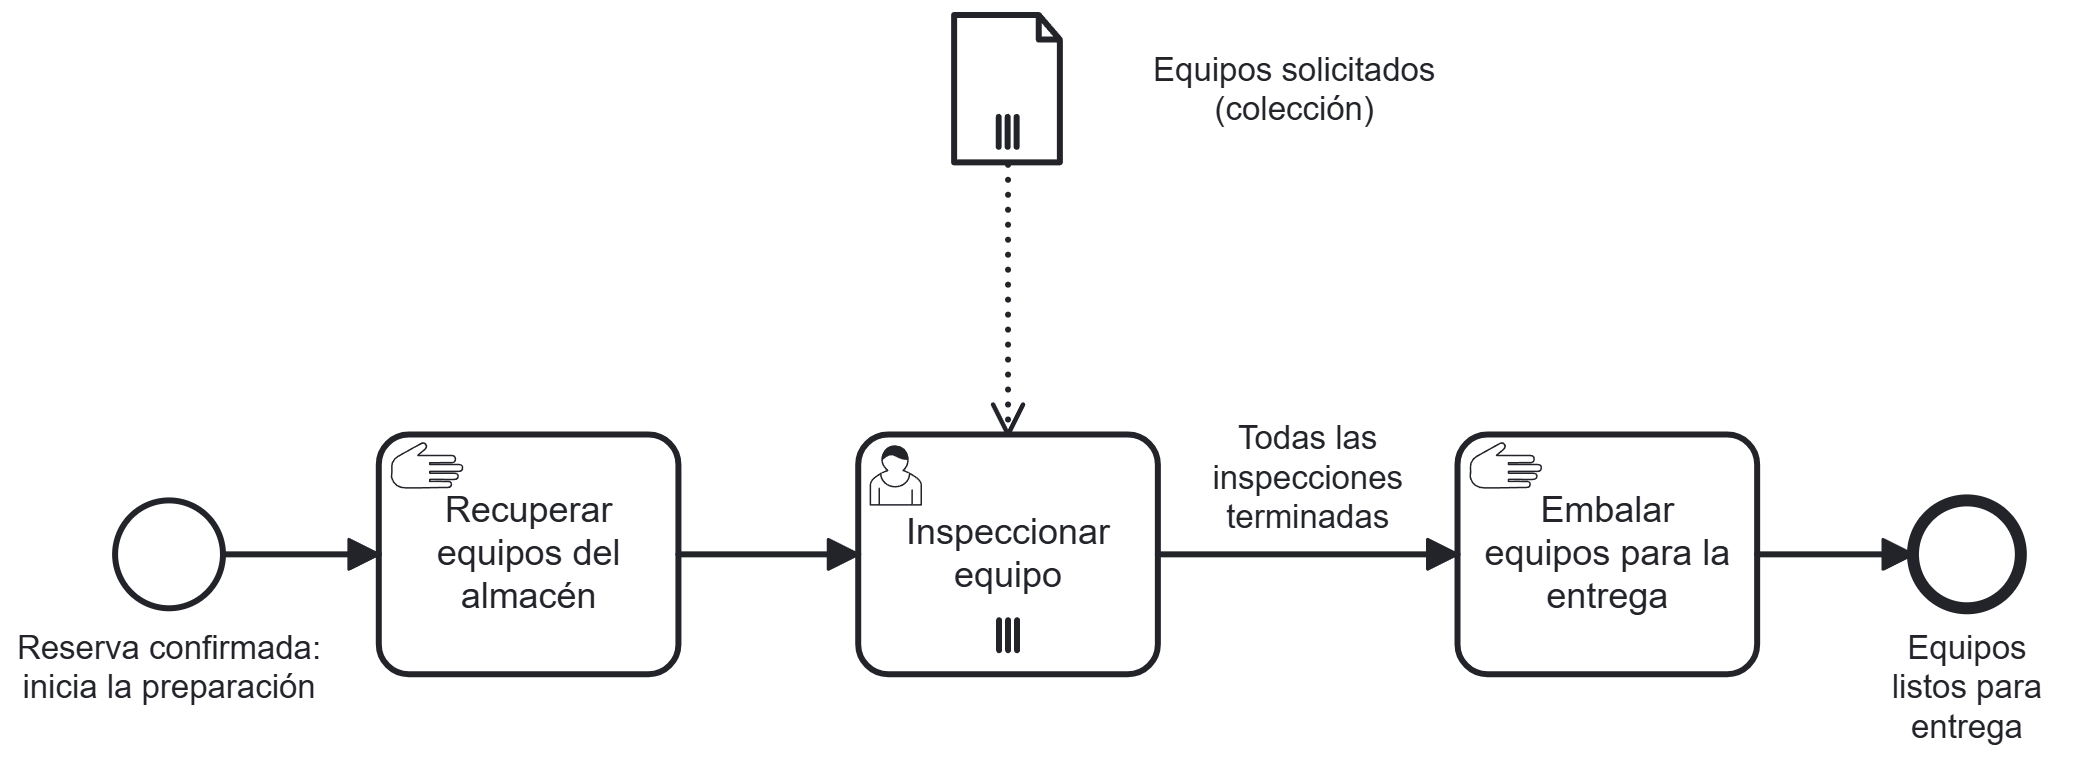 Equipos solicitados
(colección)
Reserva confirmada:
inicia la preparación
Recuperar
equipos del
almacén
Inspeccionar
equipo
Todas las
inspecciones
terminadas
Embalar
equipos para la
entrega
Equipos
listos para
entrega